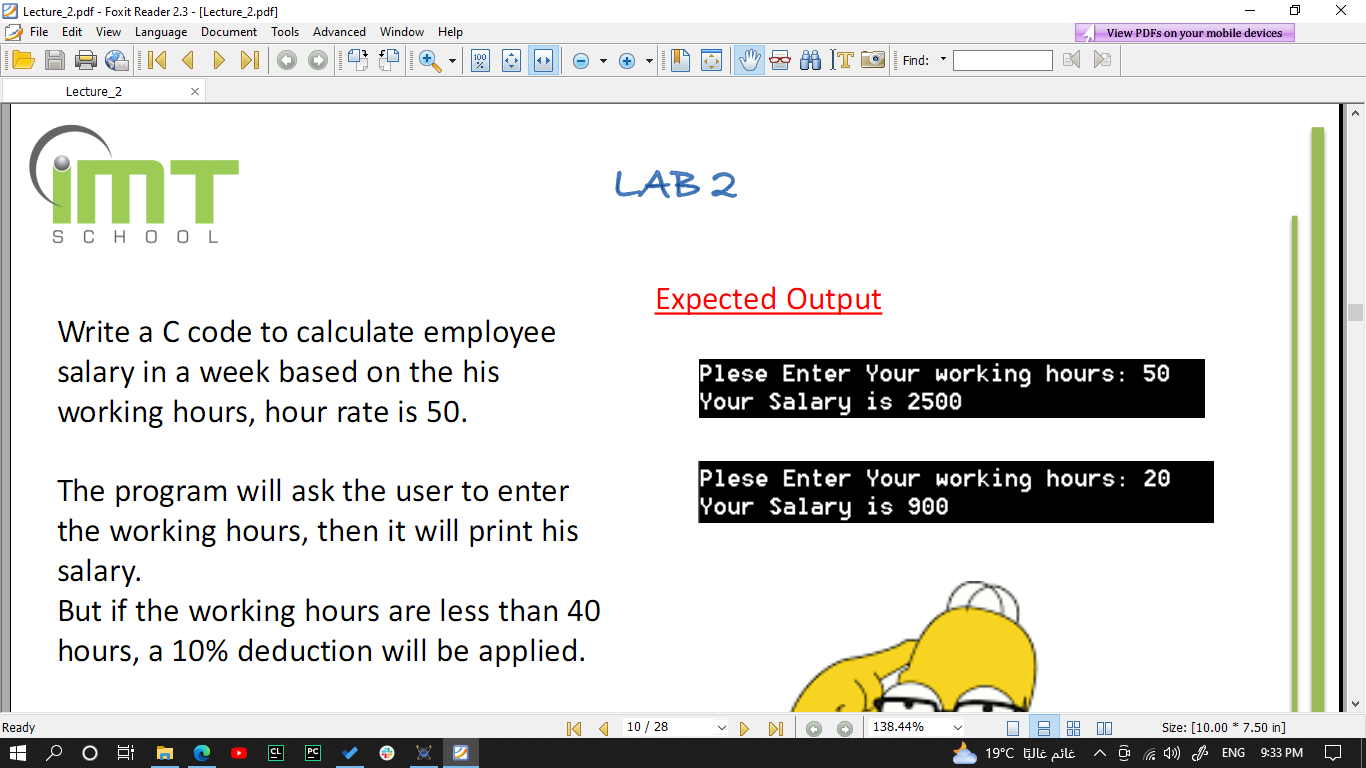 Lecture_2.pdf - Foxit Reader 2.3 - [Lecture_2.pdf]
File Edit View Language Document Tools Advanced Window Help
View PDFs on your mobile devices
100 %
T
Find:
Lecture_2
iMT
SCHOOL
LAB 2
Expected Output
Write a C code to calculate employee
salary in a week based on the his
working hours, hour rate is 50.
Plese Enter Your working hours: 50
Your Salary is 2500
Plese Enter Your working hours: 20
Your Salary is 900
The program will ask the user to enter
the working hours, then it will print his
salary.
But if the working hours are less than 40
hours, a 10% deduction will be applied.
Ready
10 / 28
138.44%
Size: [10.00 * 7.50 in]
CL
PC
19°C غائم غالبًا
ENG
9:33 PM